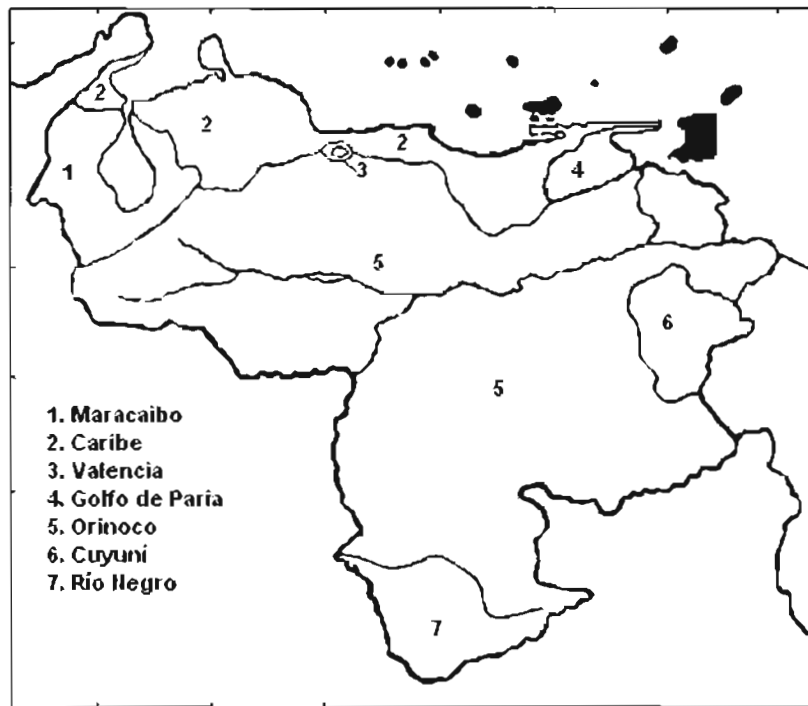 2
2
2
1
3
4
5
6
5
1. Maracaibo
2. Caribe
3. Valencia
4. Golfo de Paria
5. Orinoco
6. Cuyuní
7. Río Negro
7